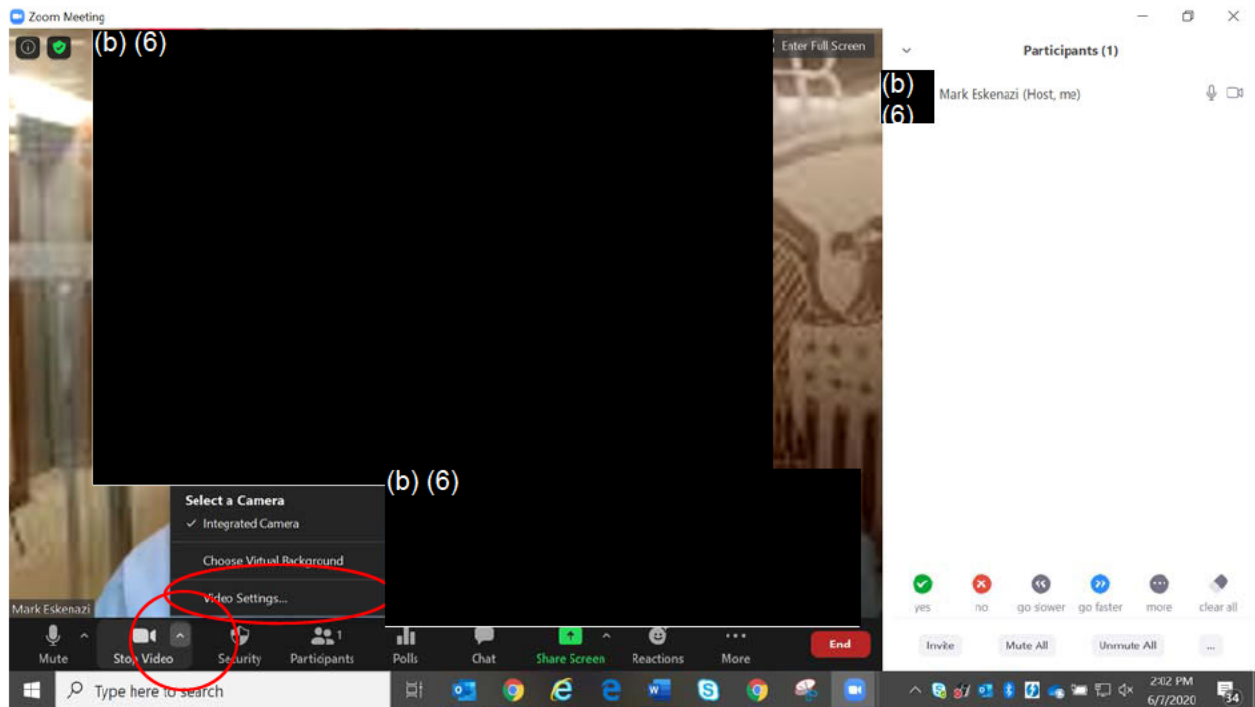 Zoom Meeting
(b) (6)
Enter Full Screen
Participants (1)
(b)
(6)
Mark Eskenazi (Host, me)
(b) (6)
Select a Camera
✓ Integrated Camera
Choose Virtual Background
Video Settings...
Mark Eskenazi
yes no go slower go faster more clear all
Mute Stop Video Security Participants 1 Polls Chat Share Screen Reactions More End
Invite Mute All Unmute All ...
Type here to search
2:02 PM
6/7/2020
34